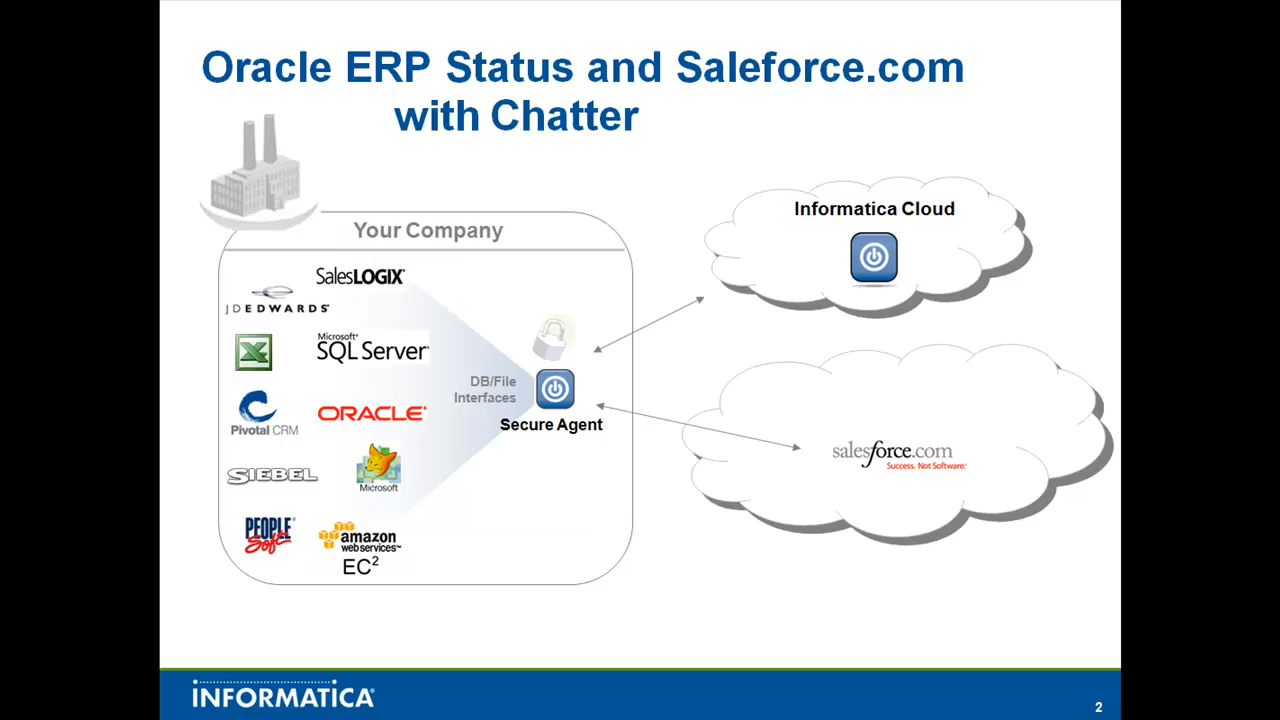 Oracle ERP Status and Saleforce.com
with Chatter
Your Company
SalesLOGIX
JDEDWARDS
Microsoft®
SQL Server®
Pivotal CRM
ORACLE®
SIEBEL
Microsoft
PEOPLE
Soft
amazon
webservices™
EC²
DB/File
Interfaces
Secure Agent
Informatica Cloud
salesforce.com
Success. Not Software.®
INFORMATICA®
2